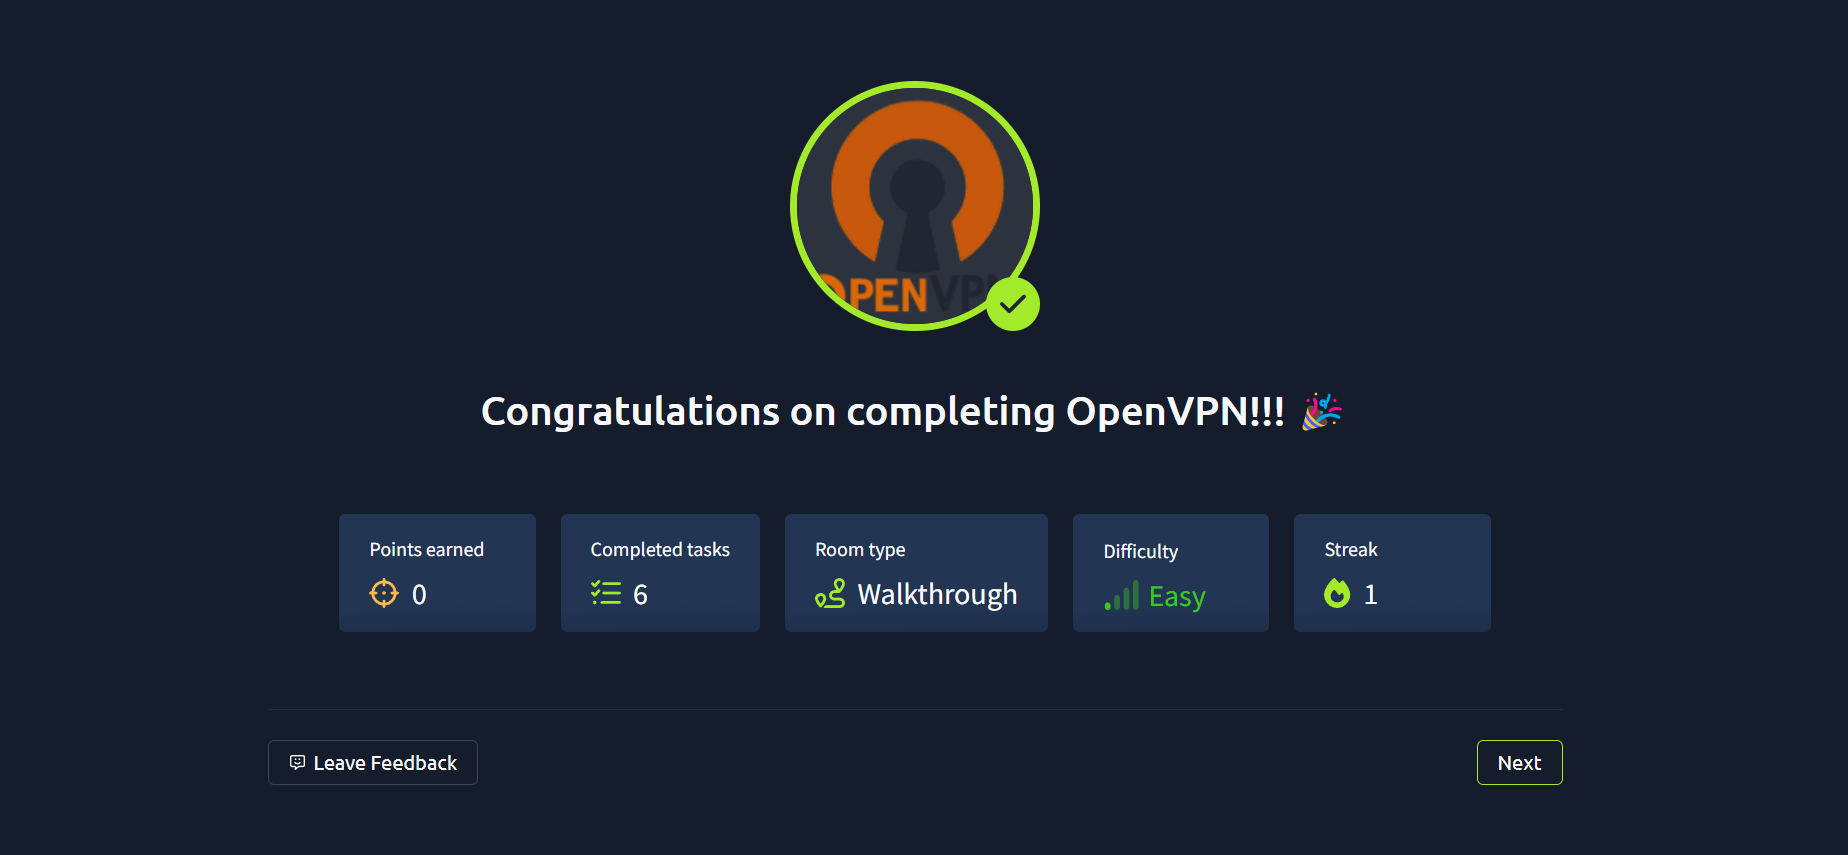 OPENVPN
Congratulations on completing OpenVPN!!! 🎉
Points earned
0
Completed tasks
6
Room type
Walkthrough
Difficulty
Easy
Streak
1
Leave Feedback
Next